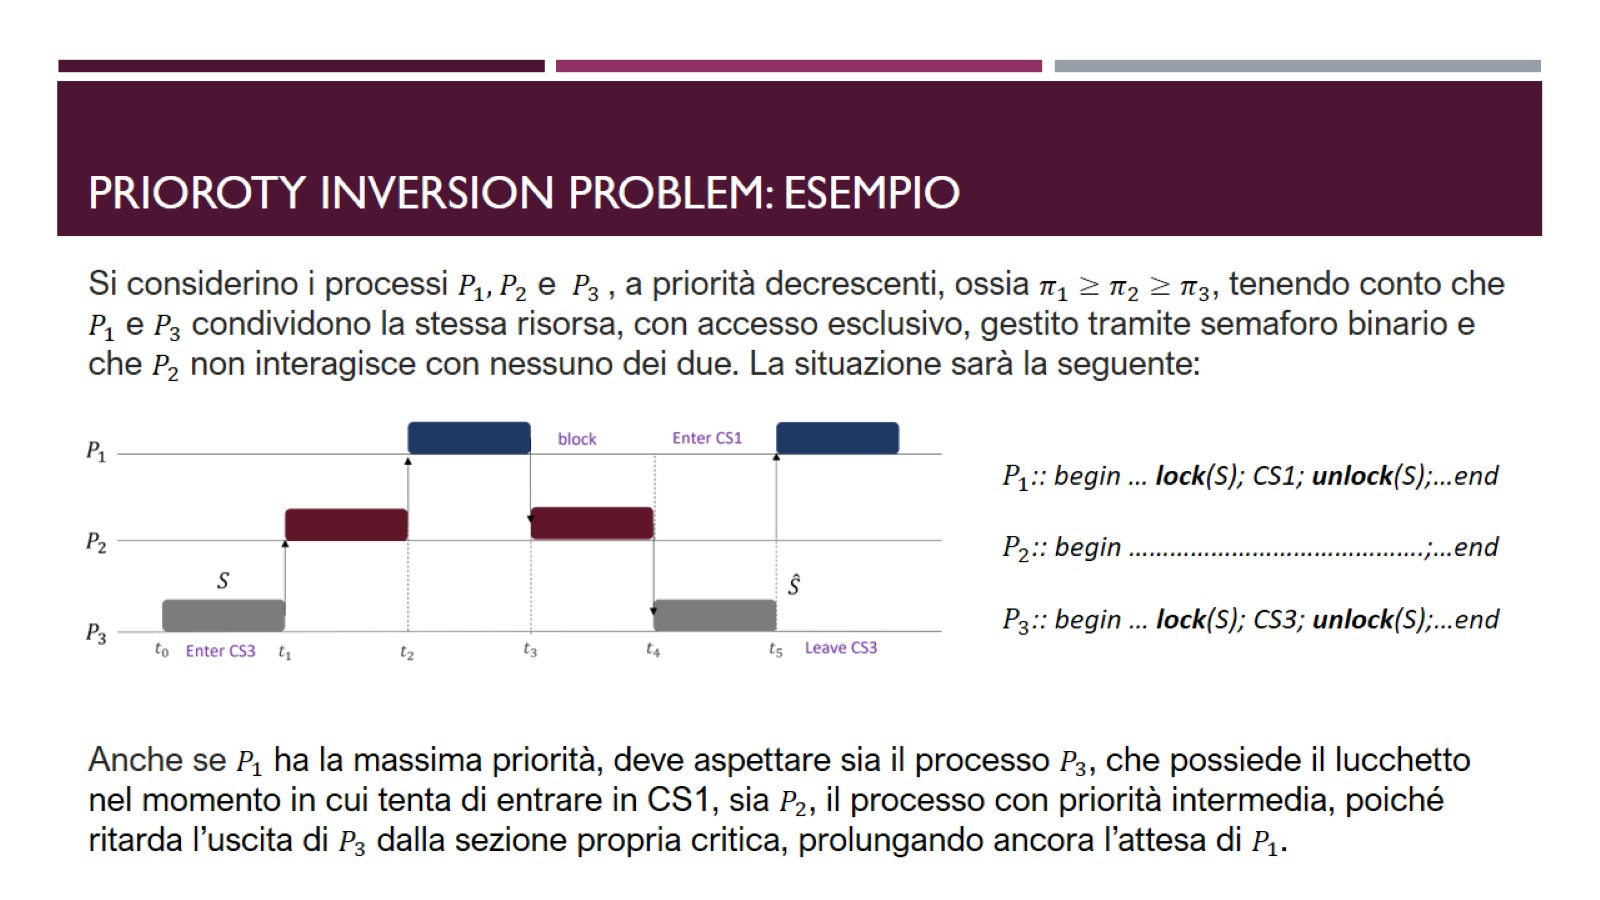 PRIOROTY INVERSION PROBLEM: ESEMPIO
Si considerino i processi P₁, P₂ e P₃ , a priorità decrescenti, ossia π₁ ≥ π₂ ≥ π₃, tenendo conto che
P₁ e P₃ condividono la stessa risorsa, con accesso esclusivo, gestito tramite semaforo binario e
che P₂ non interagisce con nessuno dei due. La situazione sarà la seguente:
P₁
block
Enter CS1
P₂
S
Ŝ
P₃
t₀
Enter CS3
t₁
t₂
t₃
t₄
t₅
Leave CS3
P₁:: begin … lock(S); CS1; unlock(S);…end
P₂:: begin …………………………………….;…end
P₃:: begin … lock(S); CS3; unlock(S);…end
Anche se P₁ ha la massima priorità, deve aspettare sia il processo P₃, che possiede il lucchetto
nel momento in cui tenta di entrare in CS1, sia P₂, il processo con priorità intermedia, poiché
ritarda l’uscita di P₃ dalla sezione propria critica, prolungando ancora l’attesa di P₁.